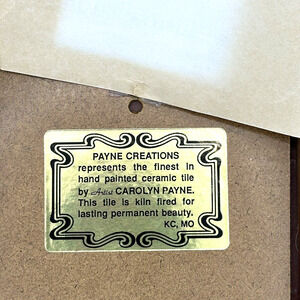 PAYNE CREATIONS
represents the finest in
hand painted ceramic tile
by Artist CAROLYN PAYNE.
This tile is kiln fired for
lasting permanent beauty.
KC, MO